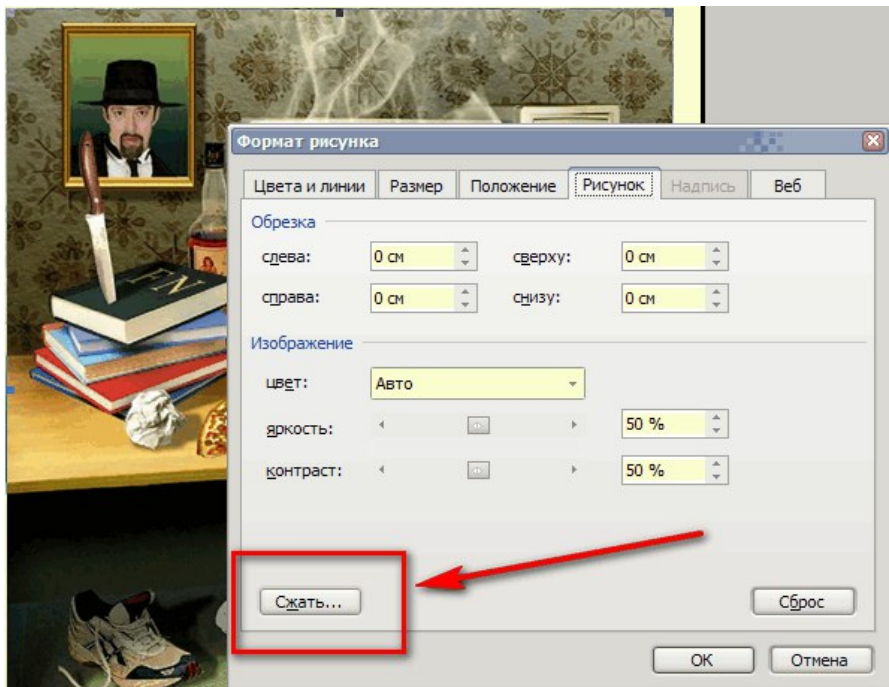 Формат рисунка
Цвета и линии Размер Положение Рисунок Надпись Веб
Обрезка
слева: 0 см сверху: 0 см
справа: 0 см снизу: 0 см
Изображение
цвет: Авто
яркость: 50 %
контраст: 50 %
Сжать... Сброс
ОК Отмена
FN